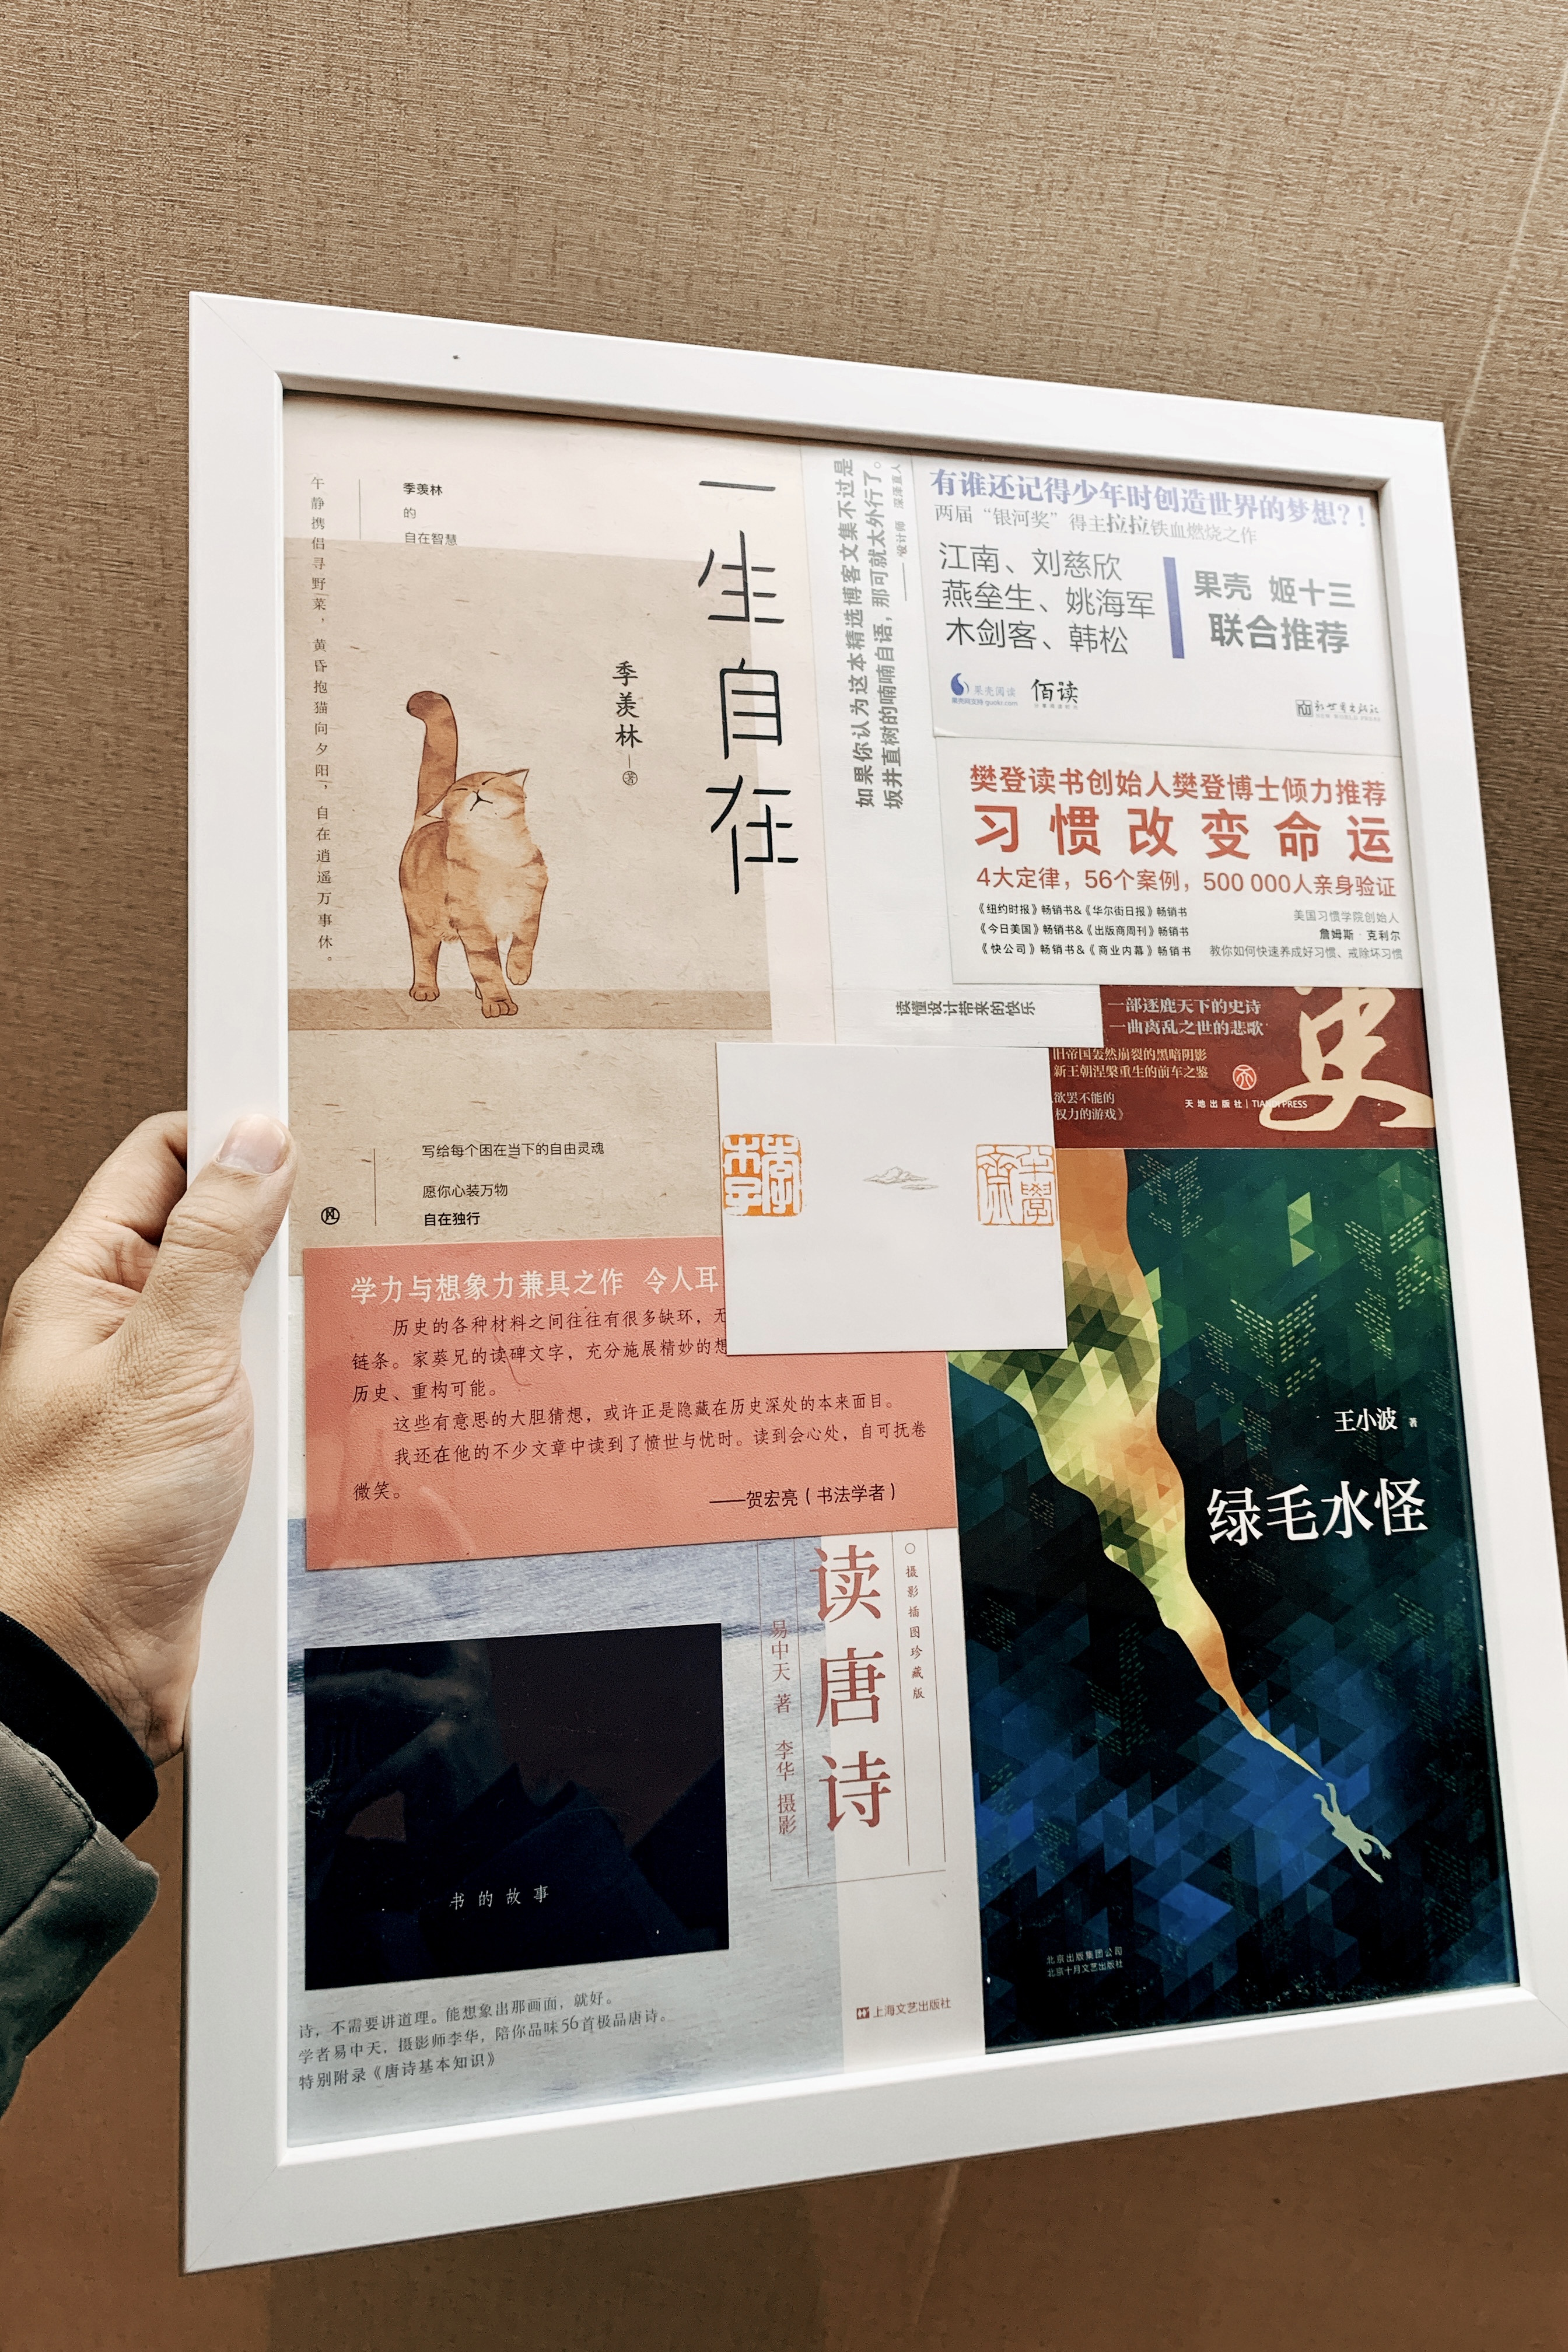 午静携侣寻野菜，黄昏抱猫向夕阳，自在逍遥万事休。
季羡林
的
自在智慧
一生自在
季羡林
著
写给每个困在当下的自由灵魂
愿你心装万物
自在独行
如果你认为这本精选博客文集不过是
坂井直树的喃喃自语，那可就太外行了。
——设计师 深泽直人
读懂设计带来的快乐
有谁还记得少年时创造世界的梦想？！
两届“银河奖”得主拉拉铁血燃烧之作
江南、刘慈欣
燕垒生、姚海军
木剑客、韩松
果壳 姬十三
联合推荐
果壳阅读
果壳网支持 guokr.com
佰读
新世界出版社
NEW WORLD PRESS
樊登读书创始人樊登博士倾力推荐
习惯改变命运
4大定律，56个案例，500 000人亲身验证
《纽约时报》畅销书&《华尔街日报》畅销书
《今日美国》畅销书&《出版商周刊》畅销书
《快公司》畅销书&《商业内幕》畅销书
美国习惯学院创始人
詹姆斯·克利尔
教你如何快速养成好习惯、戒除坏习惯
一部逐鹿天下的史诗
一曲离乱之世的悲歌
旧帝国轰然崩裂的黑暗阴影
新王朝涅槃重生的前车之鉴
欲罢不能的
权力的游戏》
天地出版社 | TIANDI PRESS
史
学力与想象力兼具之作 令人耳
历史的各种材料之间往往有很多缺环，无
链条。家葵兄的读碑文字，充分施展精妙的想
历史、重构可能。
这些有意思的大胆猜想，或许正是隐藏在历史深处的本来面目。
我还在他的不少文章中读到了愤世与忧时。读到会心处，自可抚卷
微笑。
——贺宏亮（书法学者）
王小波 著
绿毛水怪
北京出版集团公司
北京十月文艺出版社
读唐诗
摄影插图珍藏版
易中天 著 李华 摄影
书的故事
诗，不需要讲道理。能想象出那画面，就好。
学者易中天，摄影师李华，陪你品味56首极品唐诗。
特别附录《唐诗基本知识》
上海文艺出版社